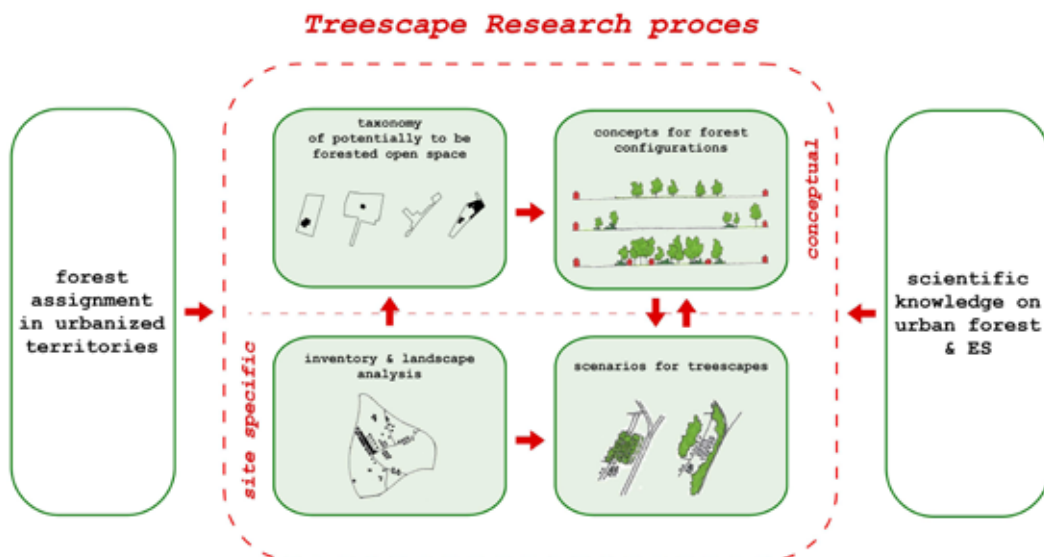 Treescape Research proces
taxonomy
of potentially to be
forested open space
concepts for forest
configurations
conceptual
forest
assignment
in urbanized
territories
scientific
knowledge on
urban forest
& ES
site specific
inventory & landscape
analysis
scenarios for treescapes